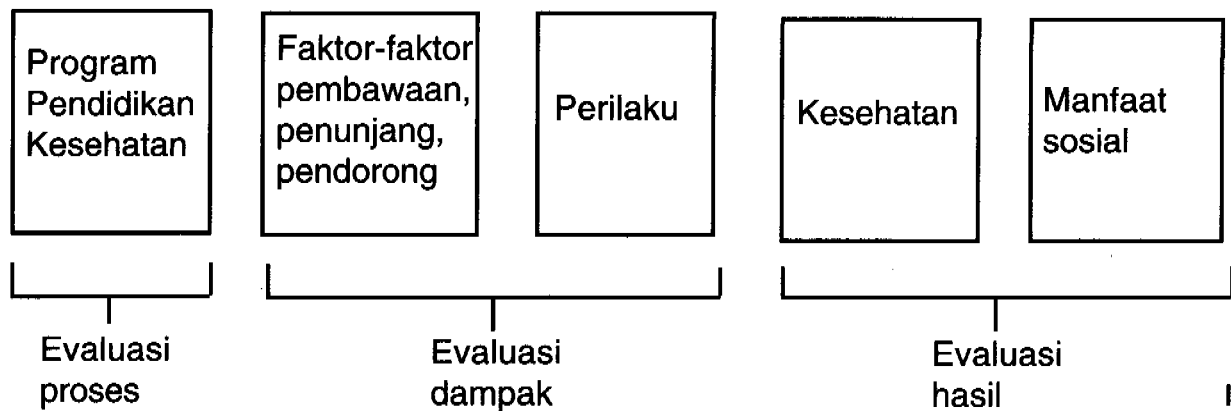 Program
Pendidikan
Kesehatan
Faktor-faktor
pembawaan,
penunjang,
pendorong
Perilaku
Kesehatan
Manfaat
sosial
Evaluasi
proses
Evaluasi
dampak
Evaluasi
hasil